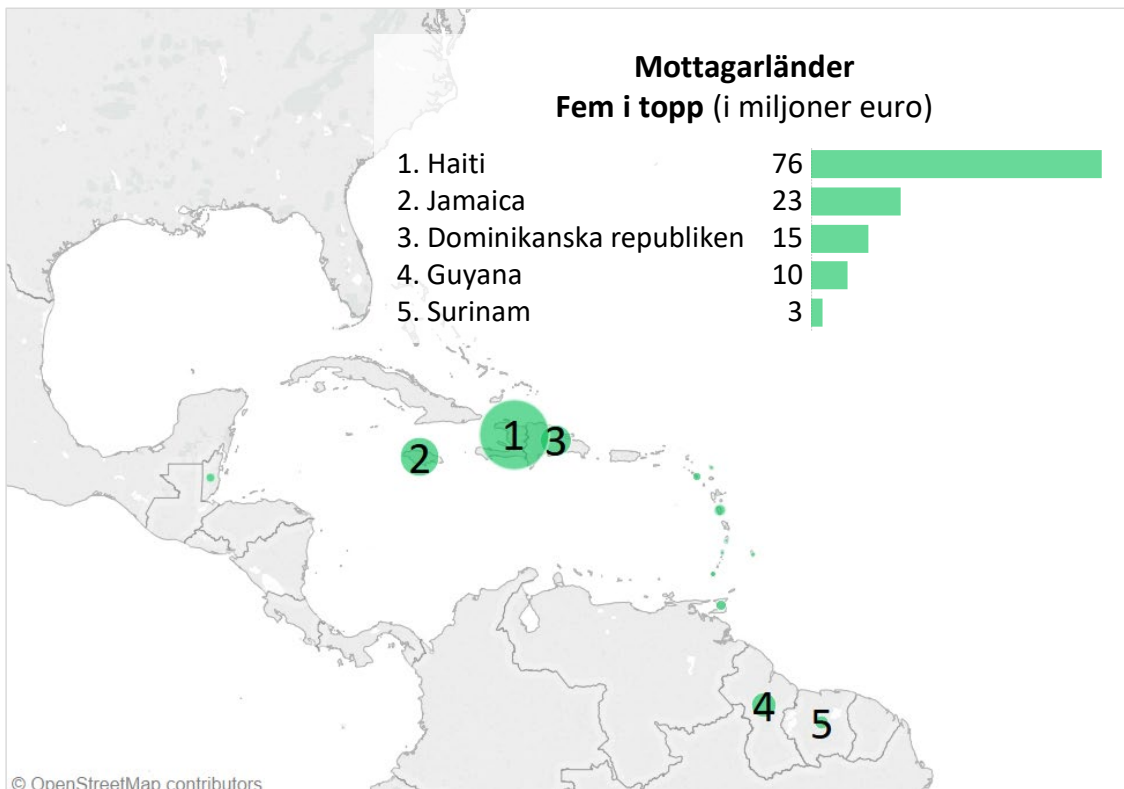 Mottagarländer
Fem i topp (i miljoner euro)
1. Haiti 76
2. Jamaica 23
3. Dominikanska republiken 15
4. Guyana 10
5. Surinam 3
1
2
3
4
5
© OpenStreetMap contributors